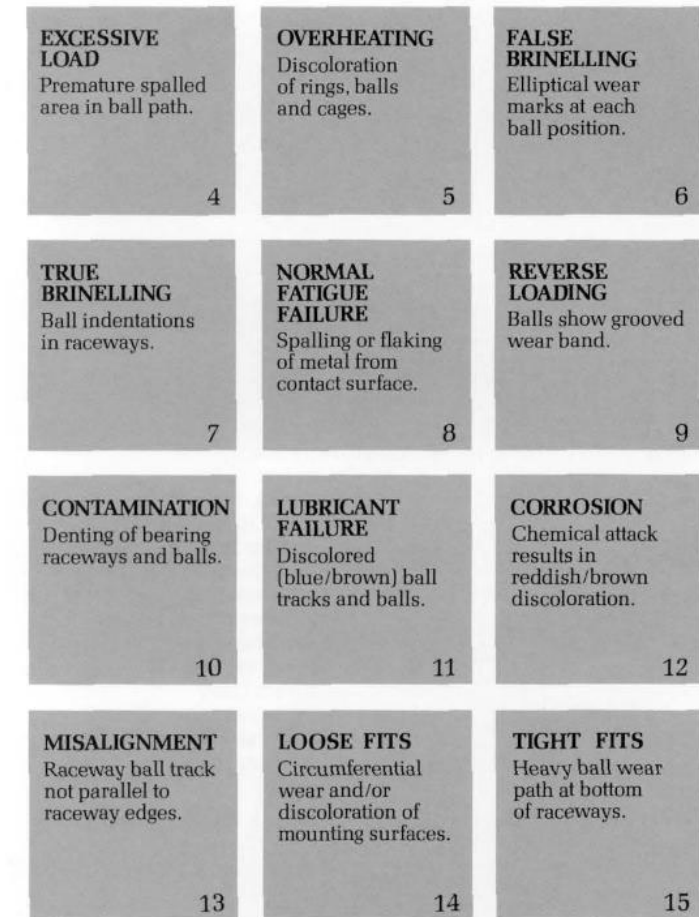 EXCESSIVE
LOAD
Premature spalled
area in ball path.
4
OVERHEATING
Discoloration
of rings, balls
and cages.
5
FALSE
BRINELLING
Elliptical wear
marks at each
ball position.
6
TRUE
BRINELLING
Ball indentations
in raceways.
7
NORMAL
FATIGUE
FAILURE
Spalling or flaking
of metal from
contact surface.
8
REVERSE
LOADING
Balls show grooved
wear band.
9
CONTAMINATION
Denting of bearing
raceways and balls.
10
LUBRICANT
FAILURE
Discolored
(blue/brown) ball
tracks and balls.
11
CORROSION
Chemical attack
results in
reddish/brown
discoloration.
12
MISALIGNMENT
Raceway ball track
not parallel to
raceway edges.
13
LOOSE FITS
Circumferential
wear and/or
discoloration of
mounting surfaces.
14
TIGHT FITS
Heavy ball wear
path at bottom
of raceways.
15